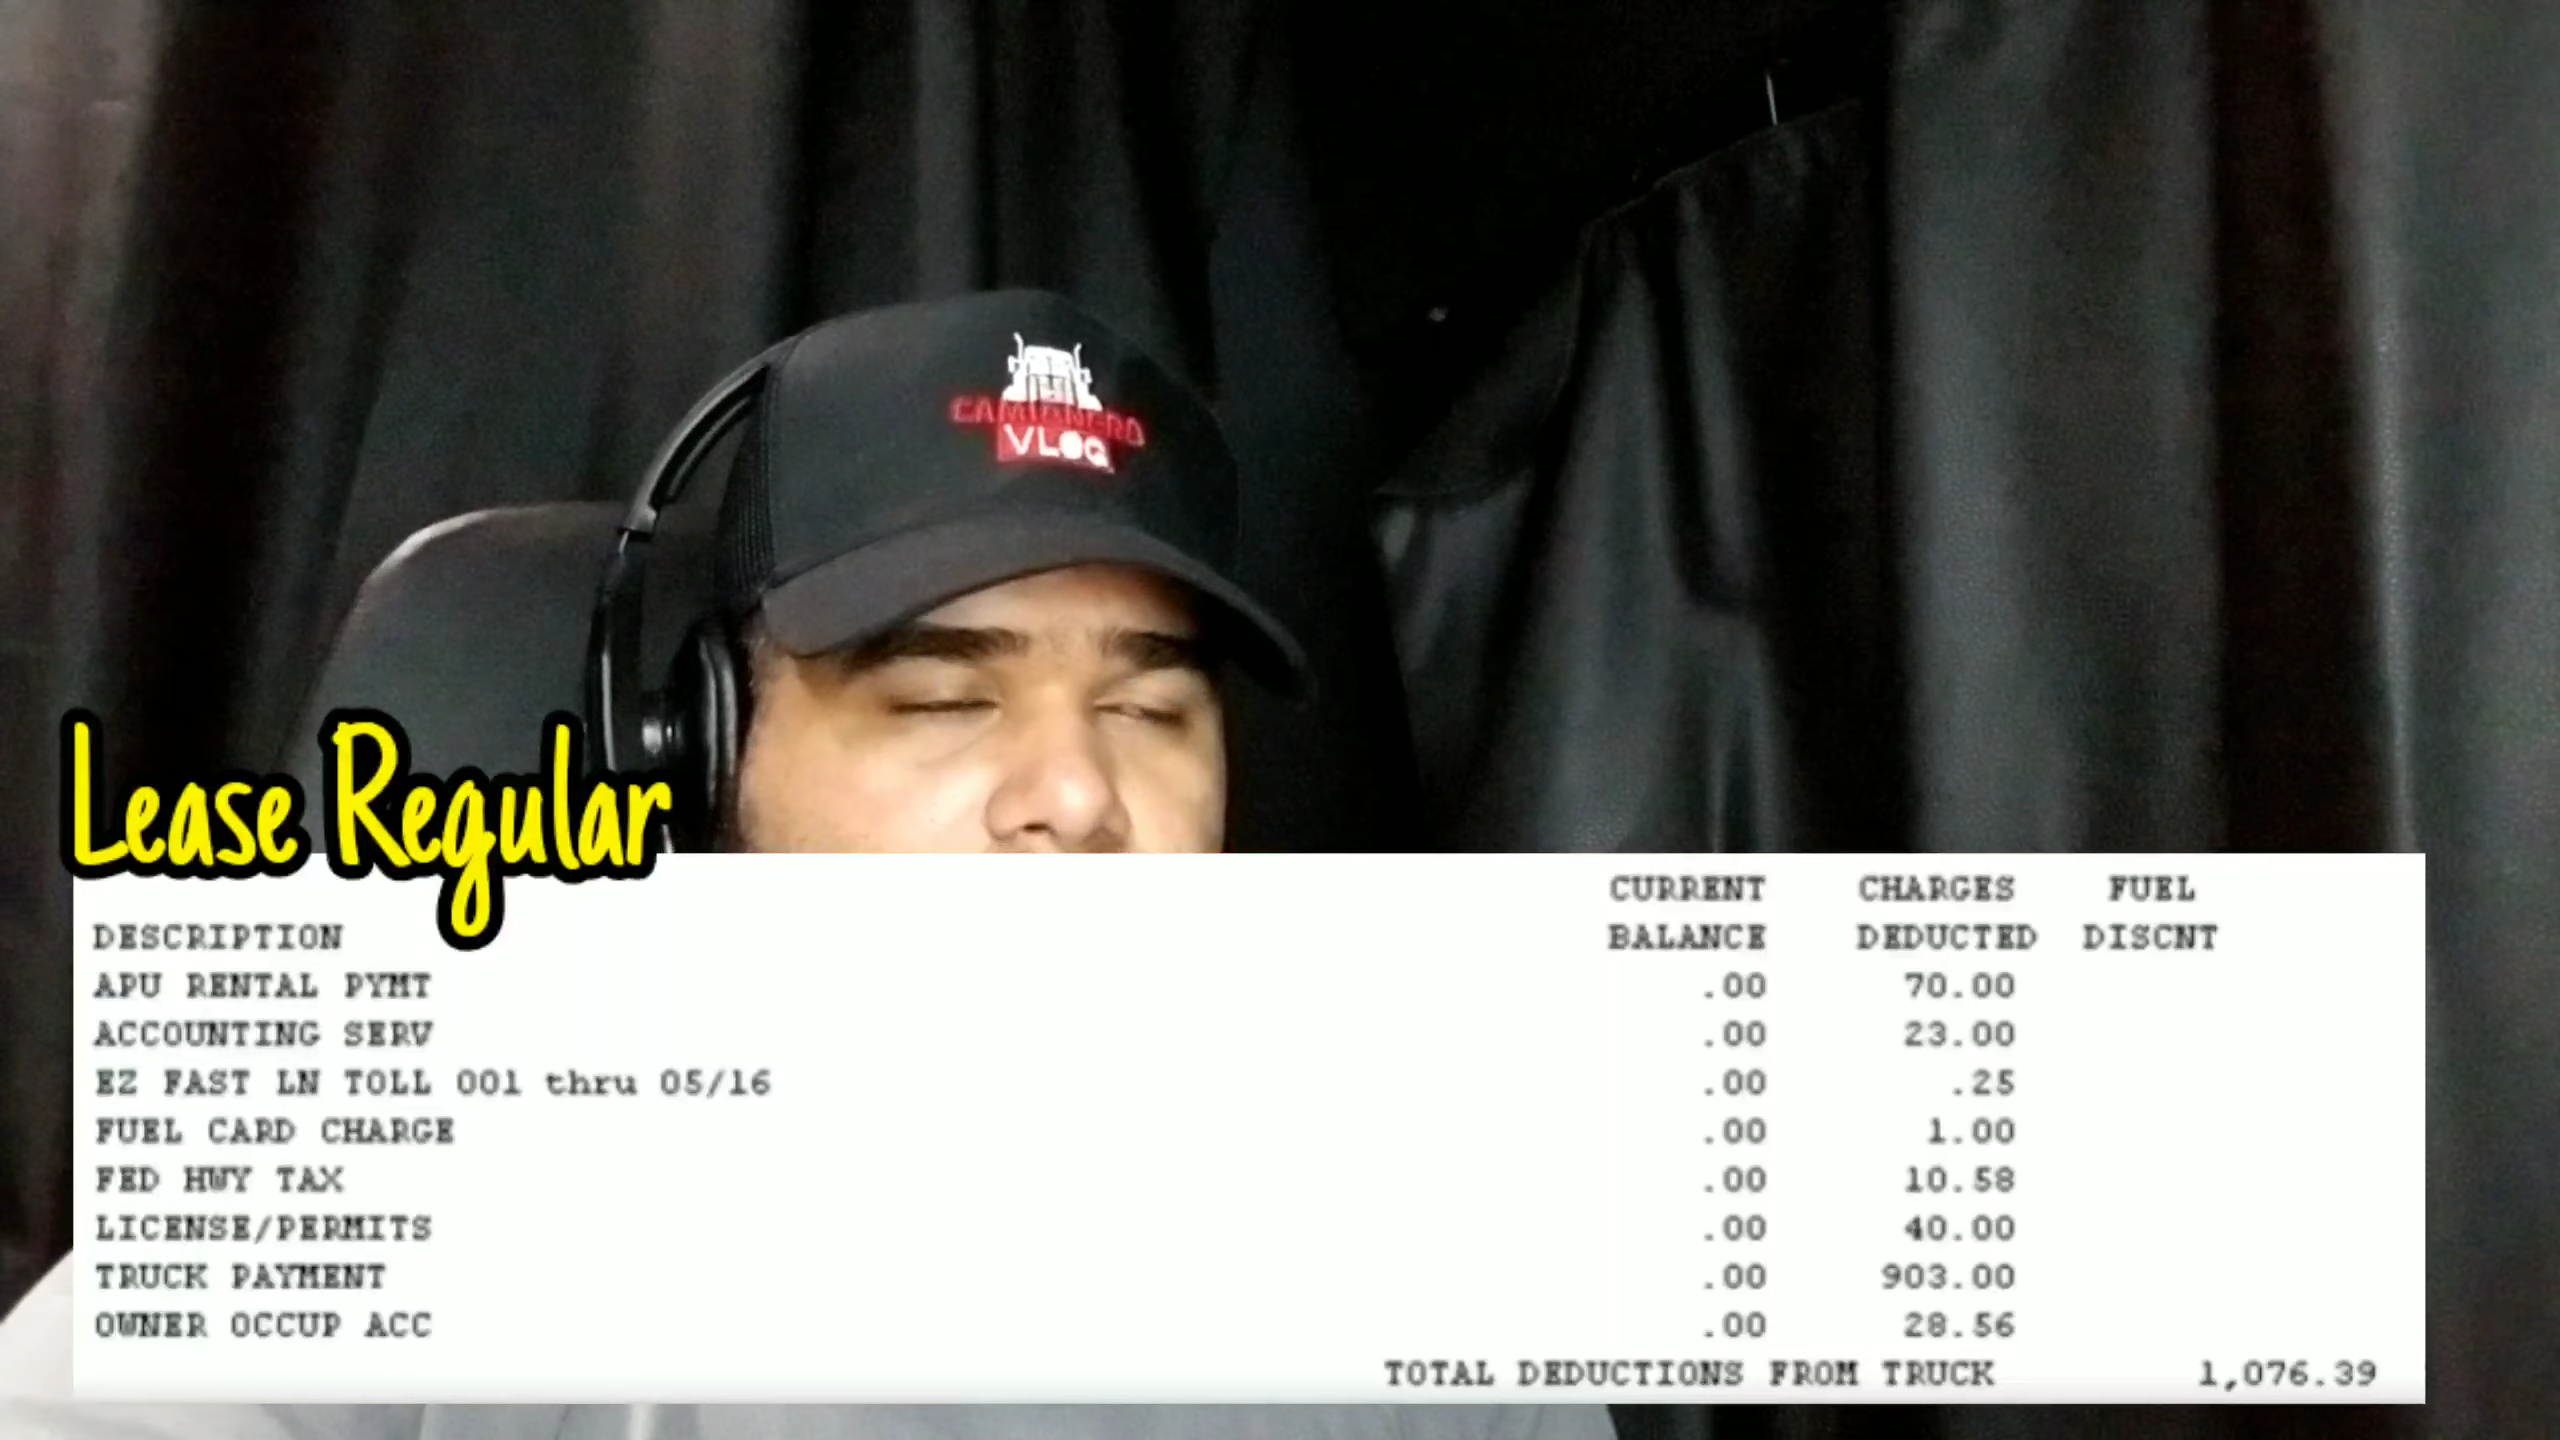 CAMIONERO
VLOG
Lease Regular
CURRENT CHARGES FUEL
DESCRIPTION BALANCE DEDUCTED DISCNT
APU RENTAL PYMT .00 70.00
ACCOUNTING SERV .00 23.00
EZ FAST LN TOLL 001 thru 05/16 .00 .25
FUEL CARD CHARGE .00 1.00
FED HWY TAX .00 10.58
LICENSE/PERMITS .00 40.00
TRUCK PAYMENT .00 903.00
OWNER OCCUP ACC .00 28.56
TOTAL DEDUCTIONS FROM TRUCK 1,076.39